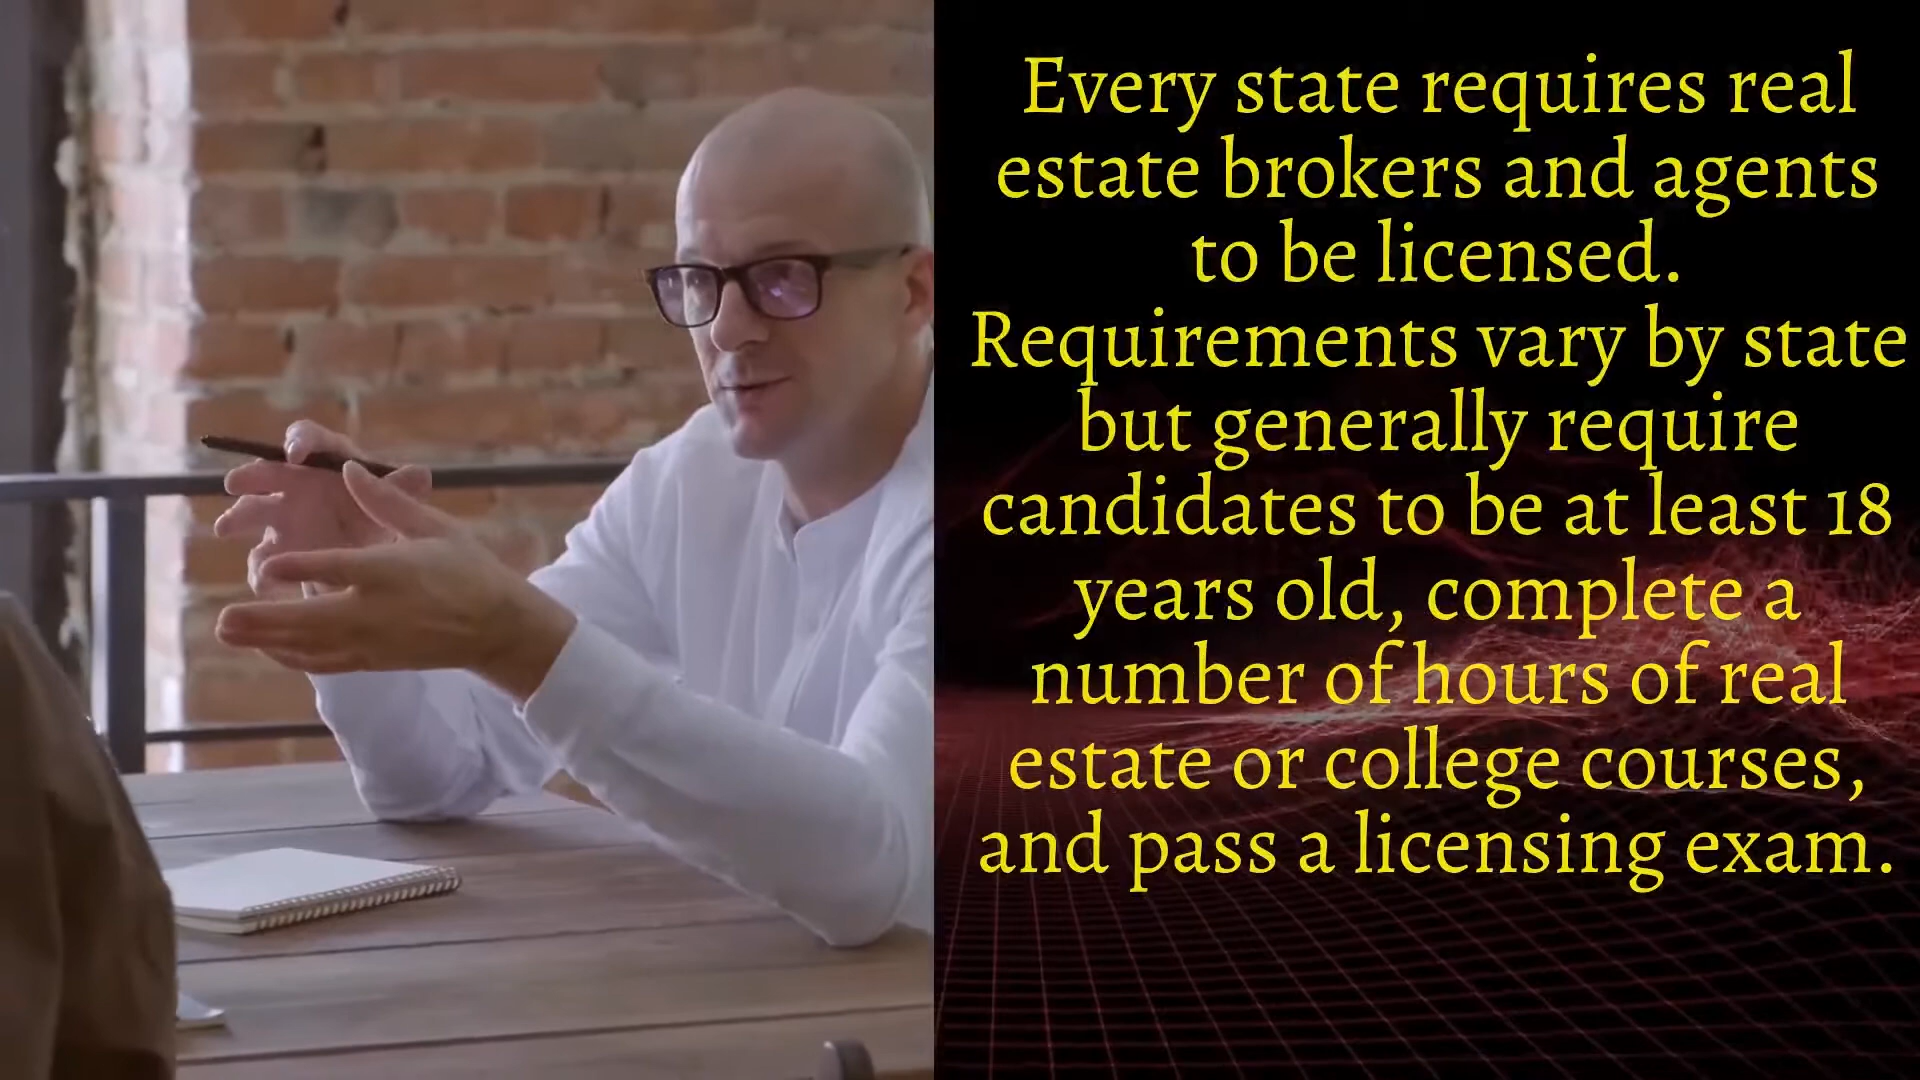 Every state requires real
estate brokers and agents
to be licensed.
Requirements vary by state
but generally require
candidates to be at least 18
years old, complete a
number of hours of real
estate or college courses,
and pass a licensing exam.